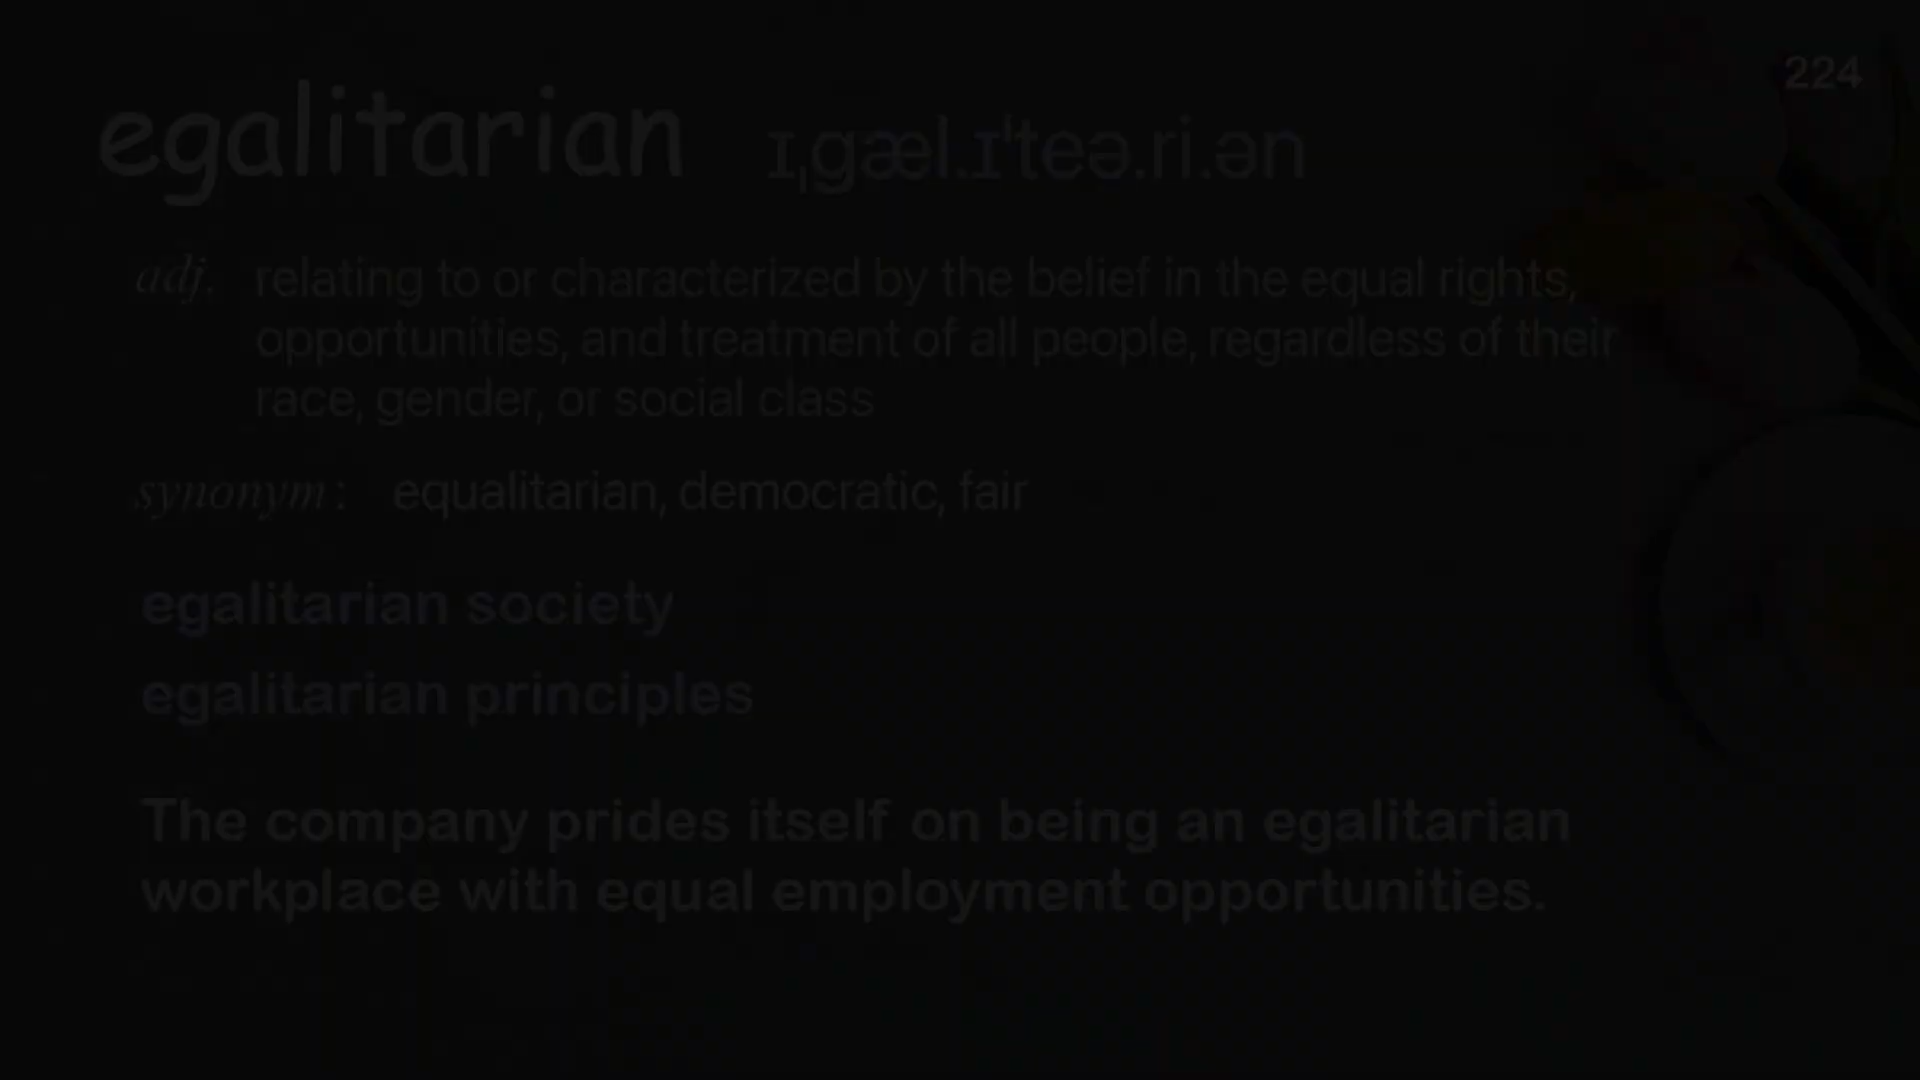 224
egalitarian ɪˌɡæl.ɪˈteə.ri.ən
adj. relating to or characterized by the belief in the equal rights,
opportunities, and treatment of all people, regardless of their
race, gender, or social class
synonym : equalitarian, democratic, fair
egalitarian society
egalitarian principles
The company prides itself on being an egalitarian
workplace with equal employment opportunities.